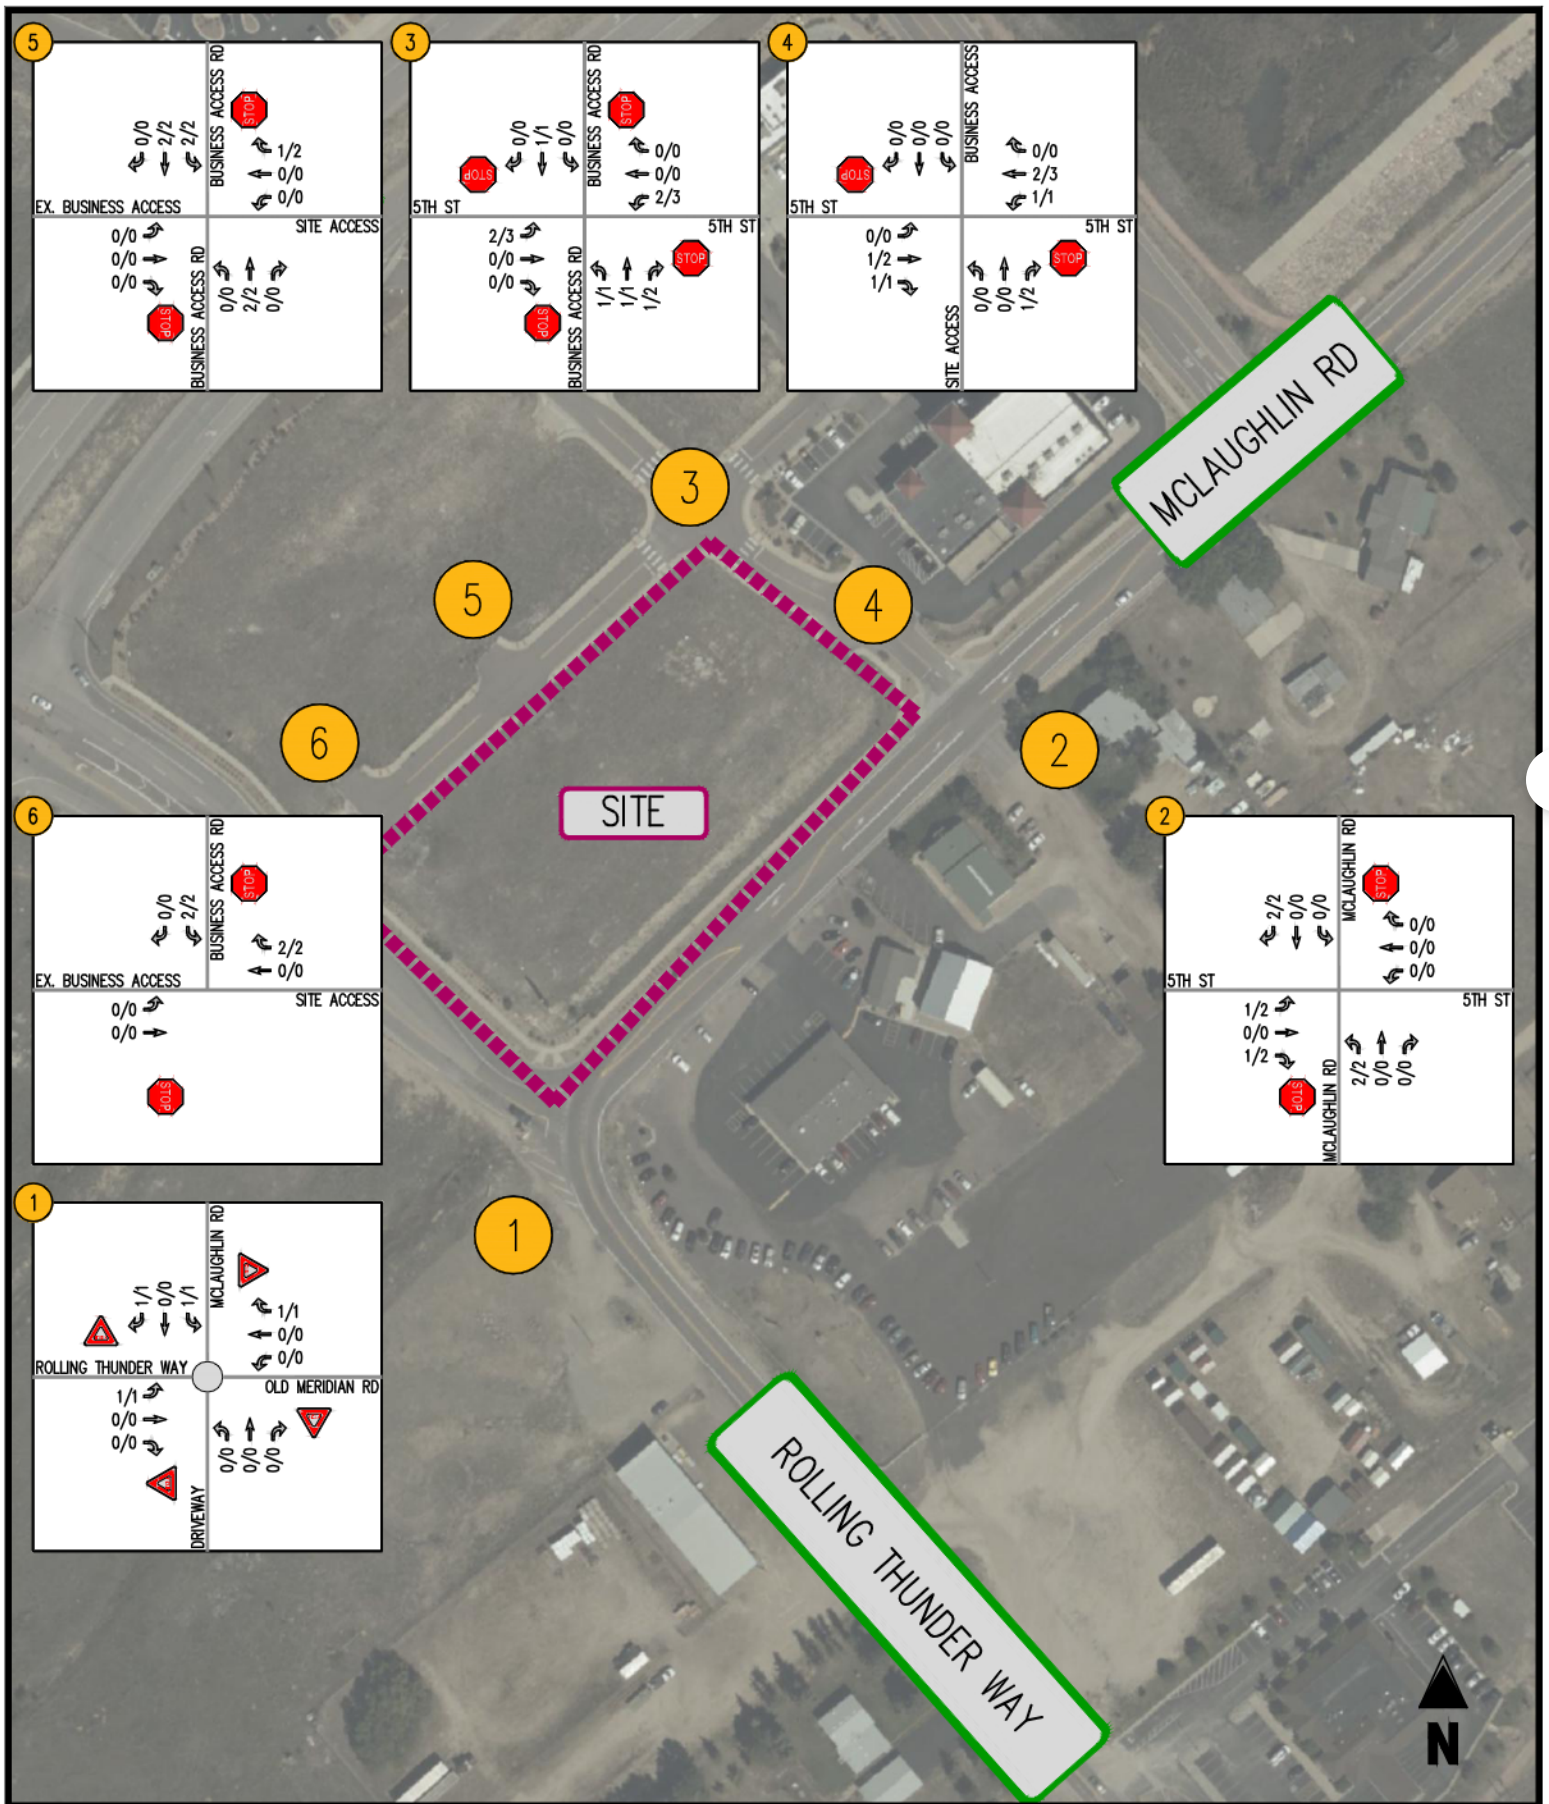 5
BUSINESS ACCESS RD
STOP
0/0
2/2
2/2
1/2
0/0
0/0
EX. BUSINESS ACCESS
SITE ACCESS
0/0
0/0
0/0
STOP
BUSINESS ACCESS RD
0/0
2/2
0/0
3
BUSINESS ACCESS RD
STOP
STOP
0/0
1/1
0/0
0/0
0/0
2/3
5TH ST
5TH ST
2/3
0/0
0/0
STOP
STOP
BUSINESS ACCESS RD
1/1
1/1
1/2
4
BUSINESS ACCESS
STOP
0/0
0/0
0/0
0/0
2/3
1/1
5TH ST
5TH ST
0/0
1/2
1/1
STOP
SITE ACCESS
0/0
0/0
1/2
MCLAUGHLIN RD
3
5
4
6
2
SITE
6
BUSINESS ACCESS RD
STOP
0/0
2/2
2/2
0/0
EX. BUSINESS ACCESS
SITE ACCESS
0/0
0/0
STOP
2
MCLAUGHLIN RD
STOP
2/2
0/0
0/0
0/0
0/0
0/0
5TH ST
5TH ST
1/2
0/0
1/2
STOP
MCLAUGHLIN RD
2/2
0/0
0/0
1
1
MCLAUGHLIN RD
1/1
0/0
1/1
1/1
0/0
0/0
ROLLING THUNDER WAY
OLD MERIDIAN RD
1/1
0/0
0/0
DRIVEWAY
0/0
0/0
0/0
ROLLING THUNDER WAY
N